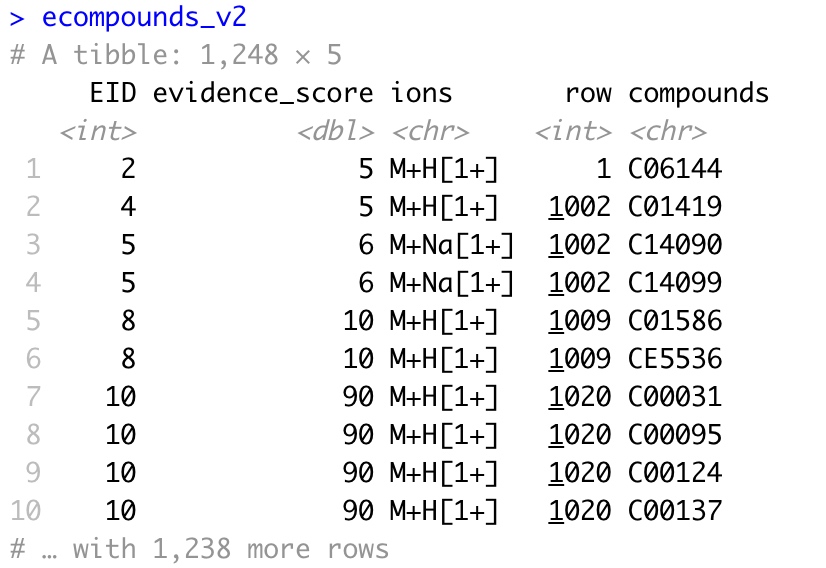 > ecompounds_v2
# A tibble: 1,248 × 5
EID evidence_score ions row compounds
<int> <dbl> <chr> <int> <chr>
1 2 5 M+H[1+] 1 C06144
2 4 5 M+H[1+] 1002 C01419
3 5 6 M+Na[1+] 1002 C14090
4 5 6 M+Na[1+] 1002 C14099
5 8 10 M+H[1+] 1009 C01586
6 8 10 M+H[1+] 1009 CE5536
7 10 90 M+H[1+] 1020 C00031
8 10 90 M+H[1+] 1020 C00095
9 10 90 M+H[1+] 1020 C00124
10 10 90 M+H[1+] 1020 C00137
# … with 1,238 more rows